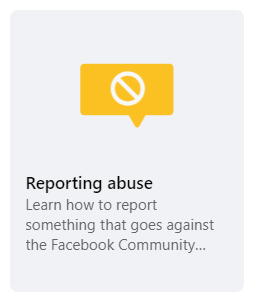 Reporting abuse
Learn how to report
something that goes against
the Facebook Community...